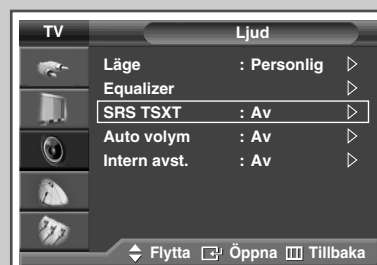 TV
Ljud
Läge : Personlig
Equalizer
SRS TSXT : Av
Auto volym : Av
Intern avst. : Av
Flytta Öppna Tillbaka